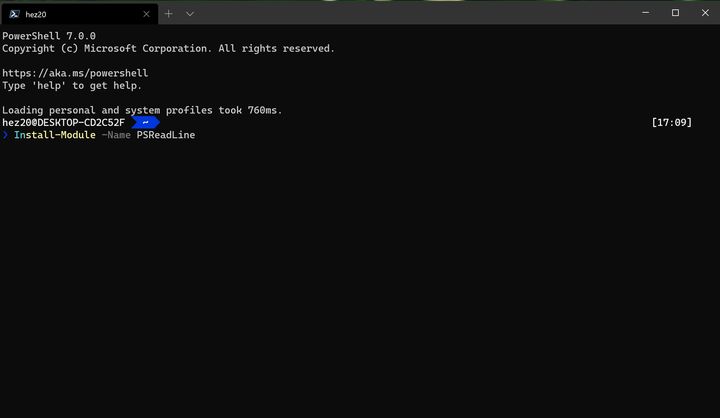 hez20
PowerShell 7.0.0
Copyright (c) Microsoft Corporation. All rights reserved.
https://aka.ms/powershell
Type 'help' to get help.
Loading personal and system profiles took 760ms.
hez20@DESKTOP-CD2C52F ~ [17:09]
❯ Install-Module -Name PSReadLine